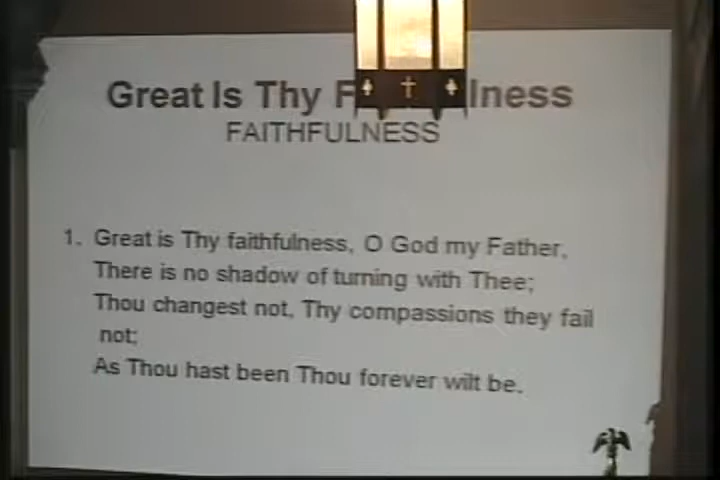 Great Is Thy F lness
FAITHFULNESS
1. Great is Thy faithfulness, O God my Father,
There is no shadow of turning with Thee;
Thou changest not, Thy compassions they fail
not;
As Thou hast been Thou forever wilt be.